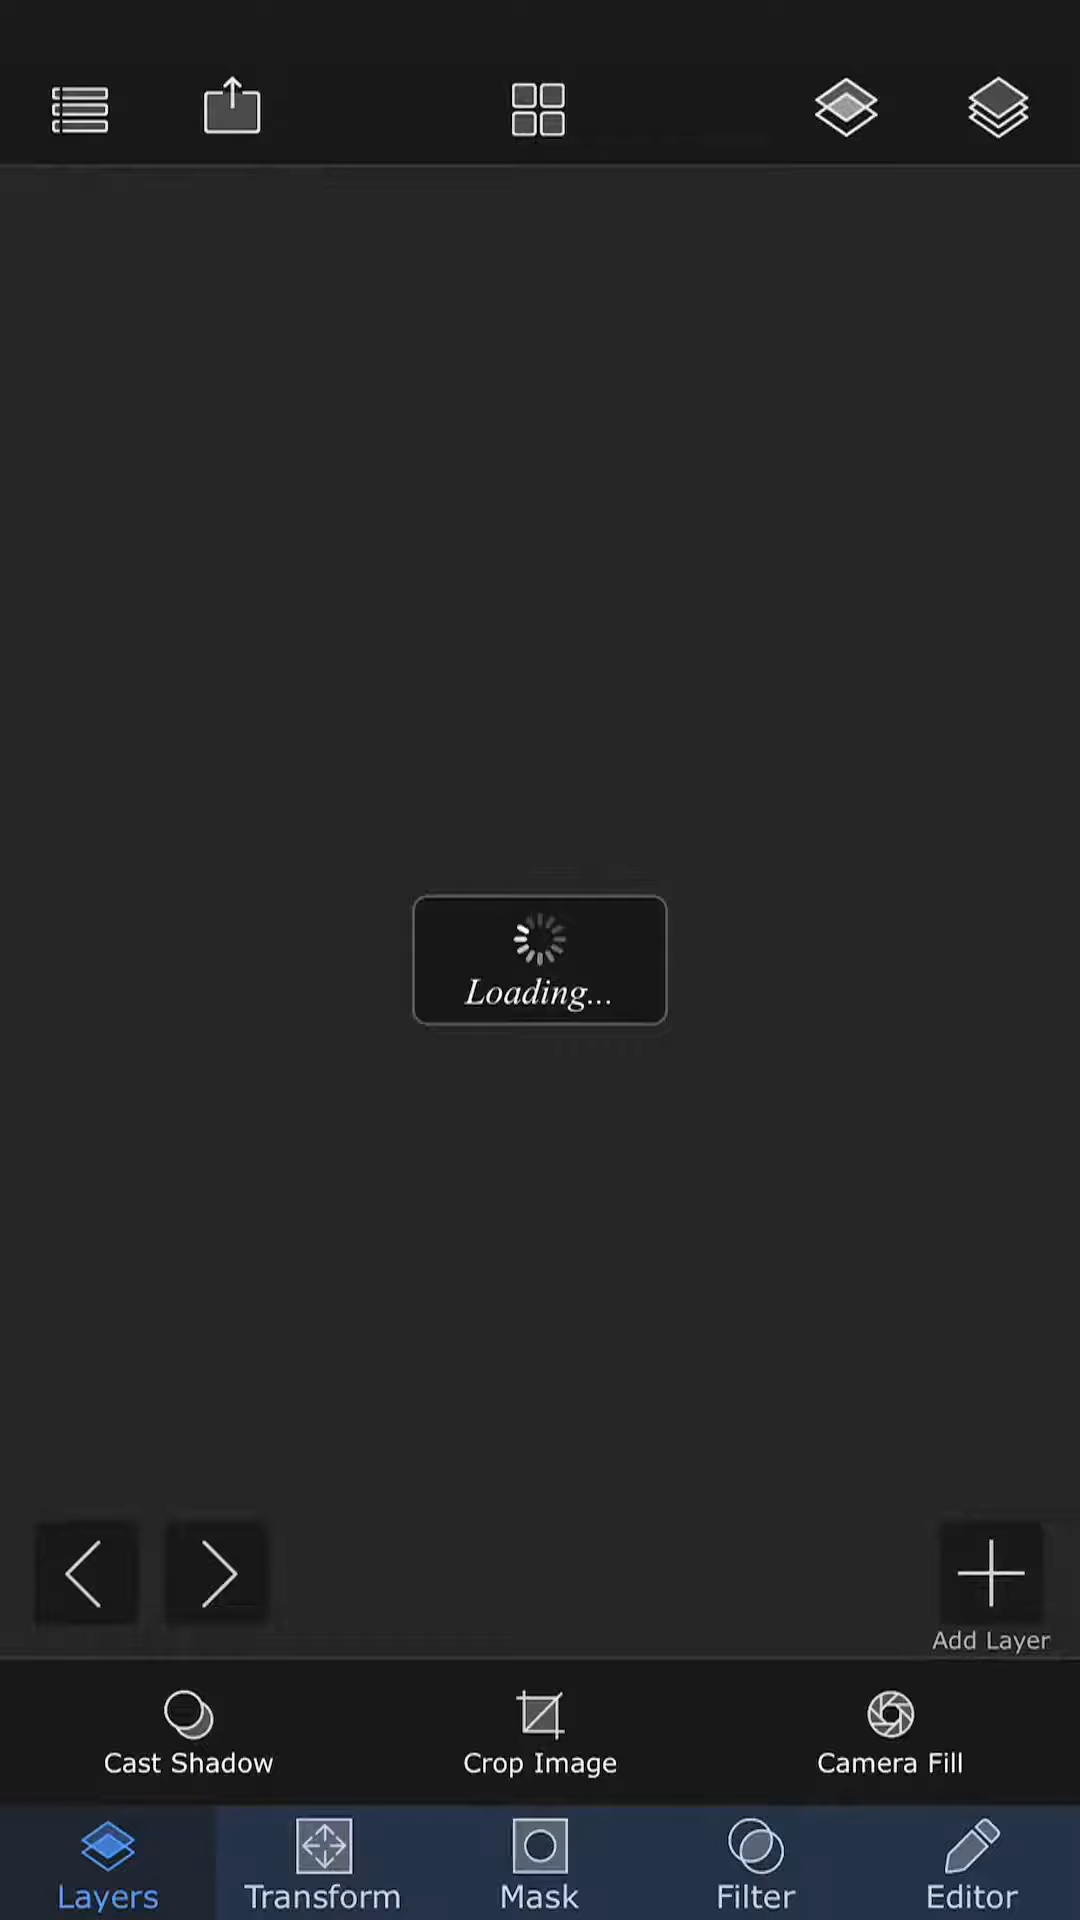 Loading...
Add Layer
Cast Shadow
Crop Image
Camera Fill
Layers
Transform
Mask
Filter
Editor